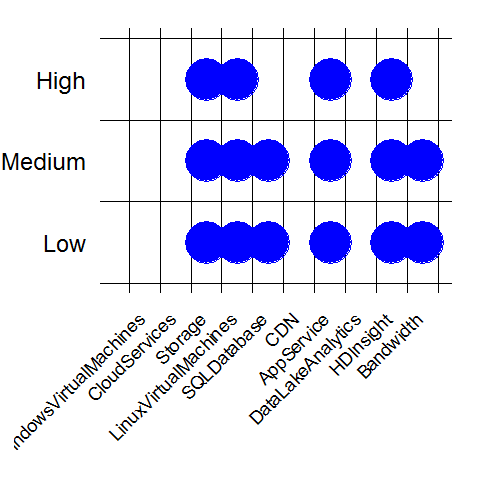 High
Medium
Low
ndowsVirtualMachines
CloudServices
Storage
LinuxVirtualMachines
SQLDatabase
CDN
AppService
DataLakeAnalytics
HDInsight
Bandwidth